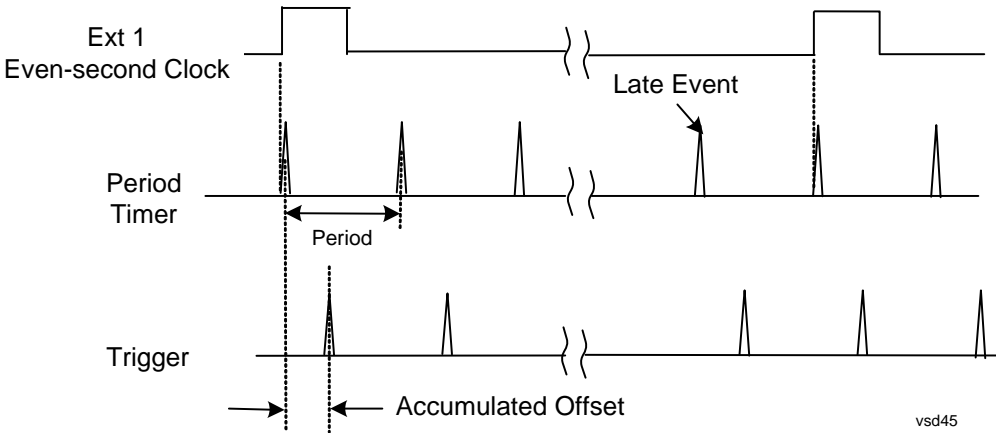 Ext 1
Even-second Clock
Late Event
Period
Timer
Period
Trigger
Accumulated Offset
vsd45